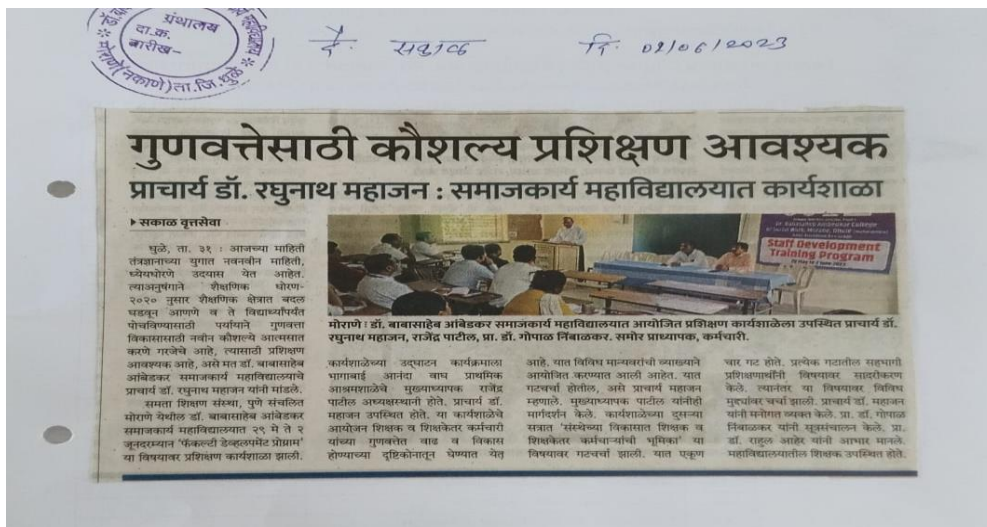 ग्रंथालय
दा.क्र.
तारीख-
मोराणे(नकाणे)ता.जि.धुळे
दै. सकाळ दि. 01/06/2023
गुणवत्तेसाठी कौशल्य प्रशिक्षण आवश्यक
प्राचार्य डॉ. रघुनाथ महाजन : समाजकार्य महाविद्यालयात कार्यशाळा
सकाळ वृत्तसेवा
धुळे, ता. ३१ : आजच्या माहिती
तंत्रज्ञानाच्या युगात नवनवीन माहिती,
ध्येयधोरणे उदयास येत आहेत.
त्याअनुषंगाने शैक्षणिक धोरण-
२०२० नुसार शैक्षणिक क्षेत्रात बदल
घडवून आणणे व ते विद्यार्थ्यांपर्यंत
पोचविण्यासाठी पर्यायाने गुणवत्ता
विकासासाठी नवीन कौशल्ये आत्मसात
करणे गरजेचे आहे, त्यासाठी प्रशिक्षण
आवश्यक आहे, असे मत डॉ. बाबासाहेब
आंबेडकर समाजकार्य महाविद्यालयाचे
प्राचार्य डॉ. रघुनाथ महाजन यांनी मांडले.
समता शिक्षण संस्था, पुणे संचलित
मोराणे येथील डॉ. बाबासाहेब आंबेडकर
समाजकार्य महाविद्यालयात २९ मे ते २
जूनदरम्यान 'फॅकल्टी डेव्हलपमेंट प्रोग्राम'
या विषयावर प्रशिक्षण कार्यशाळा झाली.
Dr. Babasaheb Ambedkar College
Staff Development
Training Program
मोराणे : डॉ. बाबासाहेब आंबेडकर समाजकार्य महाविद्यालयात आयोजित प्रशिक्षण कार्यशाळेला उपस्थित प्राचार्य डॉ.
रघुनाथ महाजन, राजेंद्र पाटील, प्रा. डॉ. गोपाळ निंबाळकर. समोर प्राध्यापक, कर्मचारी.
कार्यशाळेच्या उद्‌घाटन कार्यक्रमाला
भागाबाई आनंदा वाघ प्राथमिक
आश्रमशाळेचे मुख्याध्यापक राजेंद्र
पाटील अध्यक्षस्थानी होते. प्राचार्य डॉ.
महाजन उपस्थित होते. या कार्यशाळेचे
आयोजन शिक्षक व शिक्षकेतर कर्मचारी
यांच्या गुणवत्तेत वाढ व विकास
होण्याच्या दृष्टिकोनातून घेण्यात येत
आहे. यात विविध मान्यवरांची व्याख्याने
आयोजित करण्यात आली आहेत. यात
गटचर्चा होतील, असे प्राचार्य महाजन
म्हणाले. मुख्याध्यापक पाटील यांनीही
मार्गदर्शन केले. कार्यशाळेच्या दुसऱ्या
सत्रात 'संस्थेच्या विकासात शिक्षक व
शिक्षकेतर कर्मचाऱ्यांची भूमिका' या
विषयावर गटचर्चा झाली. यात एकूण
चार गट होते. प्रत्येक गटातील सहभागी
प्रशिक्षणार्थींनी विषयावर सादरीकरण
केले. त्यानंतर या विषयावर विविध
मुद्द्यांवर चर्चा झाली. प्राचार्य डॉ. महाजन
यांनी मनोगत व्यक्त केले. प्रा. डॉ. गोपाळ
निंबाळकर यांनी सूत्रसंचालन केले. प्रा.
डॉ. राहुल आहेर यांनी आभार मानले.
महाविद्यालयातील शिक्षक उपस्थित होते.